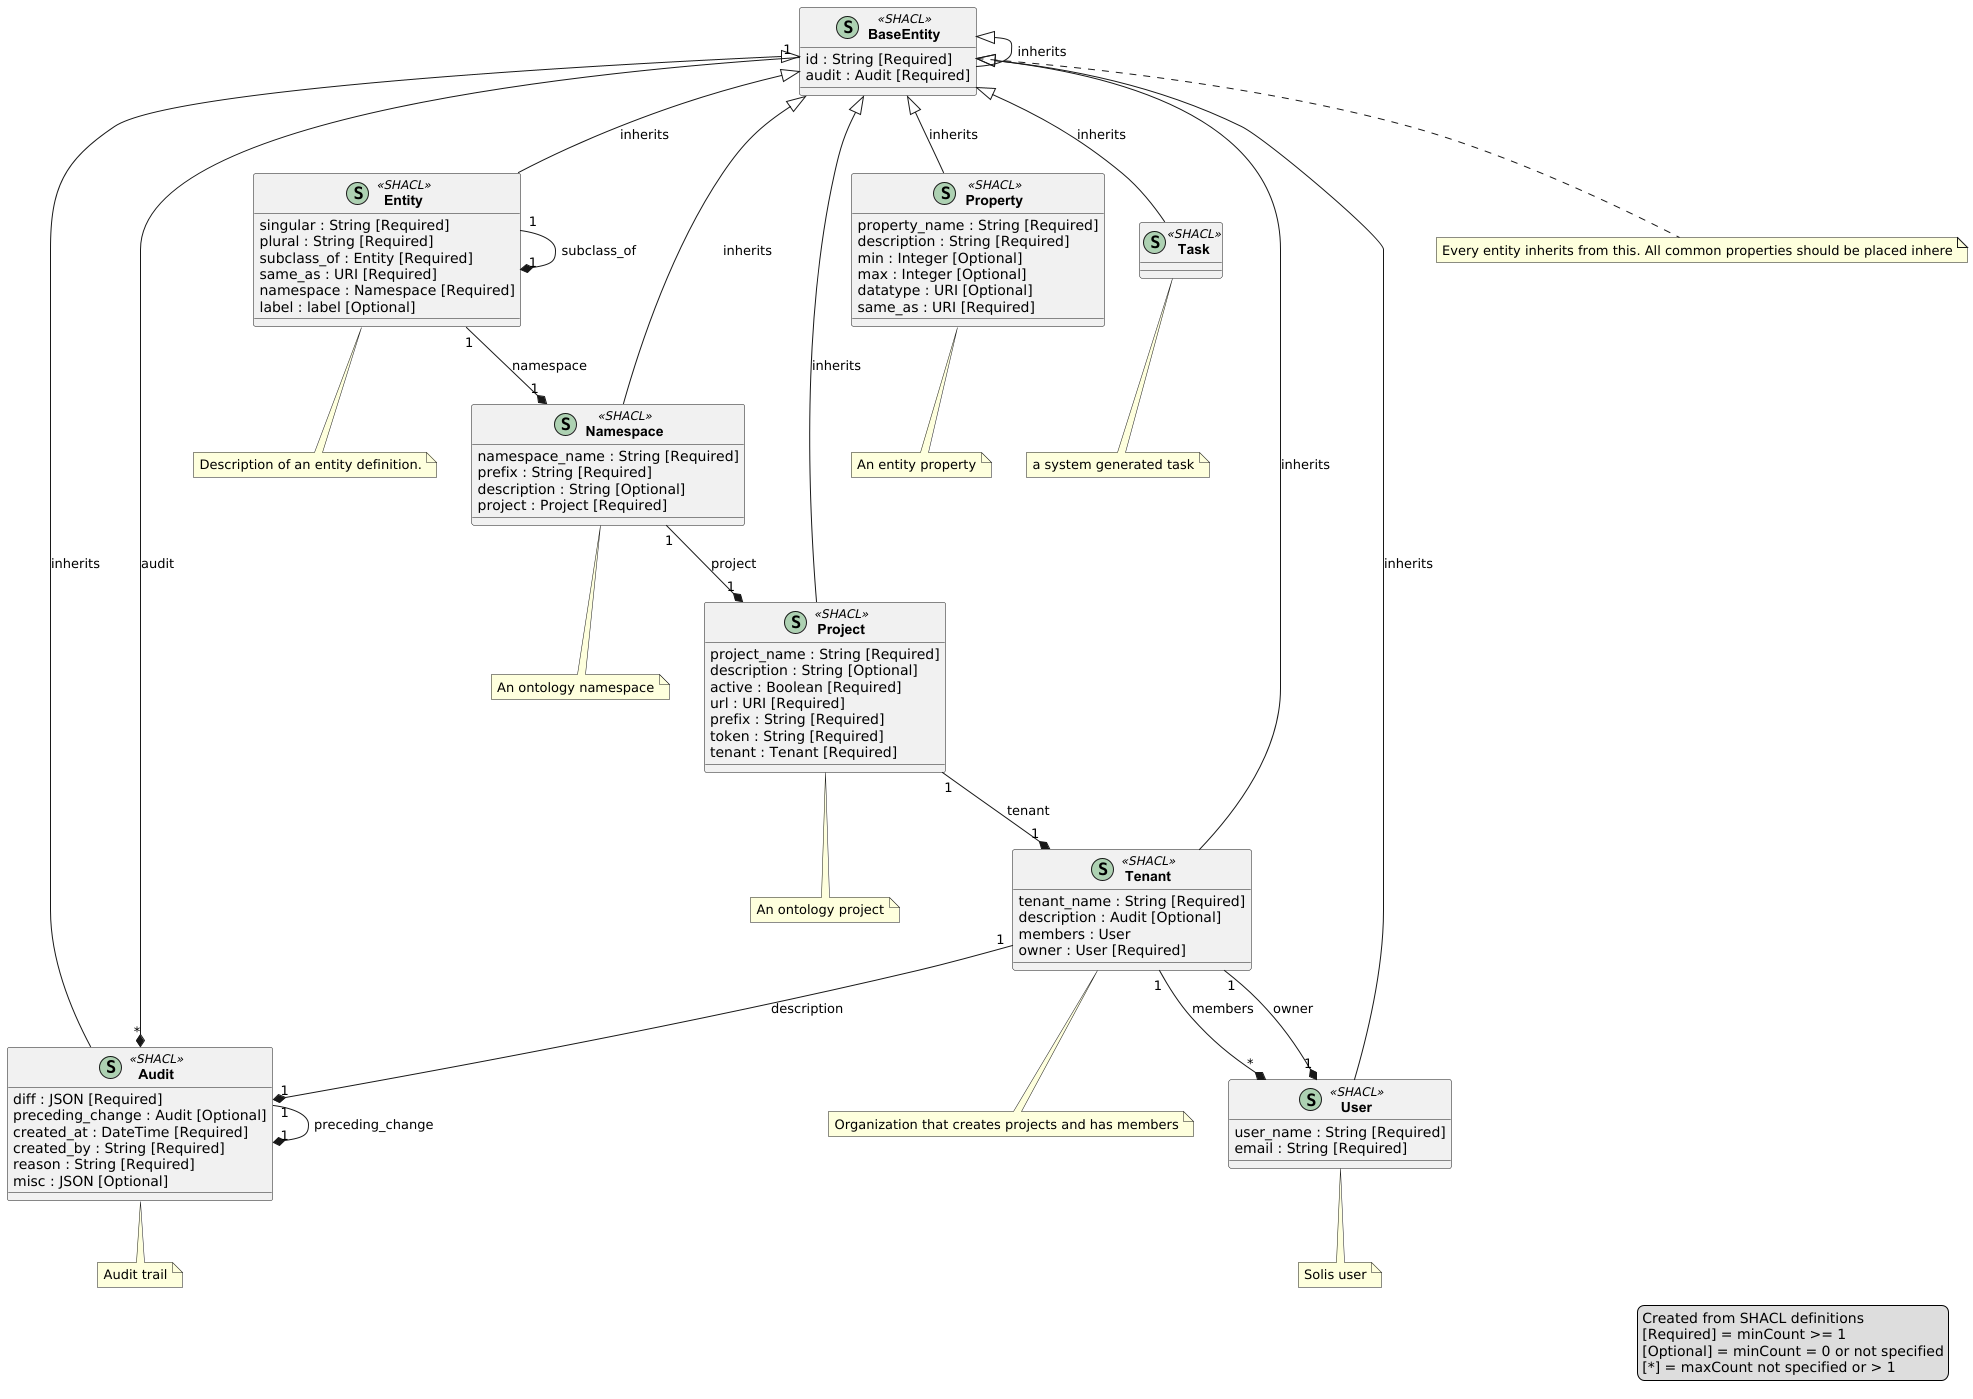 «SHACL»
S
BaseEntity
id : String [Required]
audit : Audit [Required]
1
inherits
inherits
inherits
inherits
inherits
inherits
inherits
inherits
inherits
audit
*
Every entity inherits from this. All common properties should be placed inhere
«SHACL»
S
Entity
singular : String [Required]
plural : String [Required]
subclass_of : Entity [Required]
same_as : URI [Required]
namespace : Namespace [Required]
label : label [Optional]
1
subclass_of
1
1
namespace
1
Description of an entity definition.
«SHACL»
S
Property
property_name : String [Required]
description : String [Required]
min : Integer [Optional]
max : Integer [Optional]
datatype : URI [Optional]
same_as : URI [Required]
An entity property
«SHACL»
S
Task
a system generated task
«SHACL»
S
Namespace
namespace_name : String [Required]
prefix : String [Required]
description : String [Optional]
project : Project [Required]
1
project
1
An ontology namespace
«SHACL»
S
Project
project_name : String [Required]
description : String [Optional]
active : Boolean [Required]
url : URI [Required]
prefix : String [Required]
token : String [Required]
tenant : Tenant [Required]
1
tenant
1
An ontology project
«SHACL»
S
Tenant
tenant_name : String [Required]
description : Audit [Optional]
members : User
owner : User [Required]
1
description
1
1
members
*
1
owner
1
Organization that creates projects and has members
«SHACL»
S
Audit
diff : JSON [Required]
preceding_change : Audit [Optional]
created_at : DateTime [Required]
created_by : String [Required]
reason : String [Required]
misc : JSON [Optional]
1
preceding_change
1
Audit trail
«SHACL»
S
User
user_name : String [Required]
email : String [Required]
Solis user
Created from SHACL definitions
[Required] = minCount >= 1
[Optional] = minCount = 0 or not specified
[*] = maxCount not specified or > 1